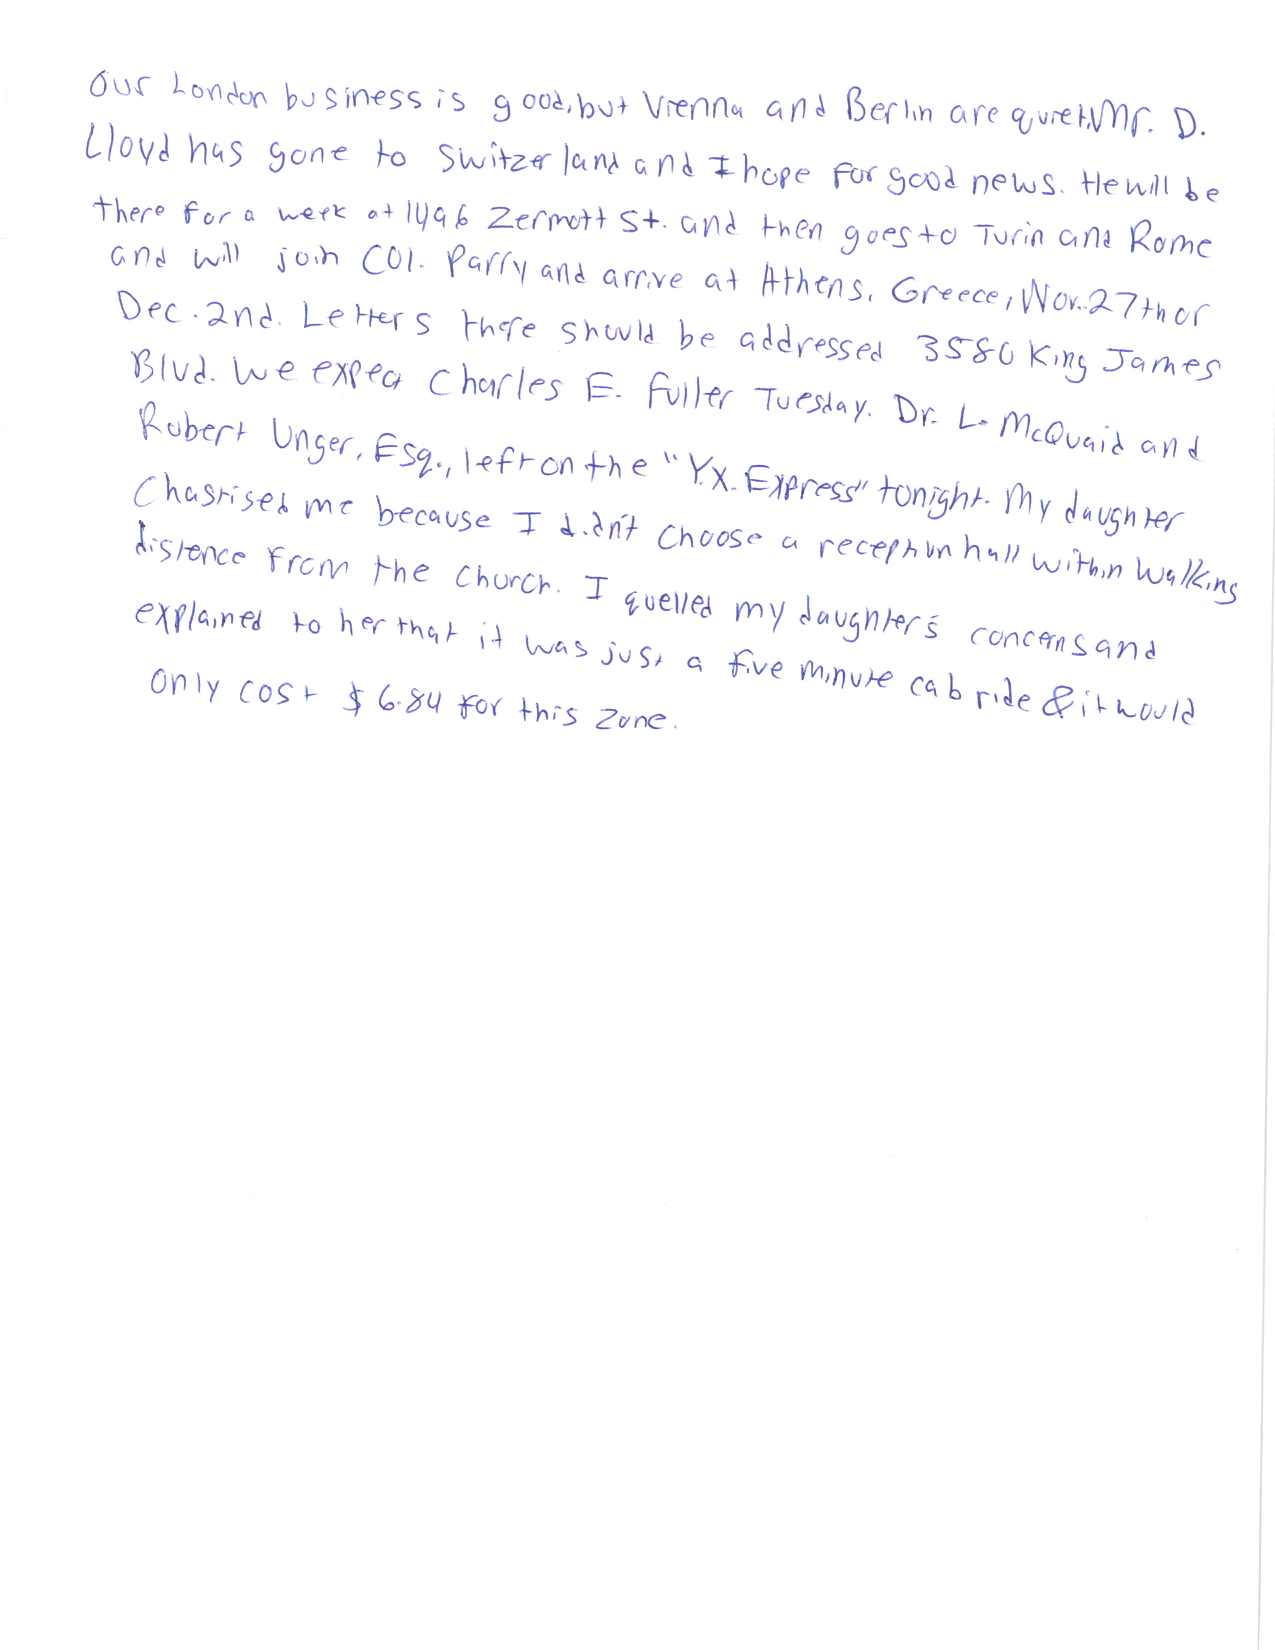 Our London business is good, but Vienna and Berlin are quiet. Mr. D.
Lloyd has gone to Switzerland and I hope for good news. He will be
there for a week at 1496 Zermott St. and then goes to Turin and Rome
and will join Col. Parry and arrive at Athens, Greece, Nov. 27th or
Dec. 2nd. Letters there should be addressed 3580 King James
Blvd. We expect Charles E. Fuller Tuesday. Dr. L. McQuaid and
Robert Unger, Esq., left on the "Y.X. Express" tonight. My daughter
Chastised me because I didn't choose a reception hall within walking
distence from the church. I quelled my daughter's concerns and
explained to her that it was just a five minute cab ride & it would
only cost $6.84 for this zone.